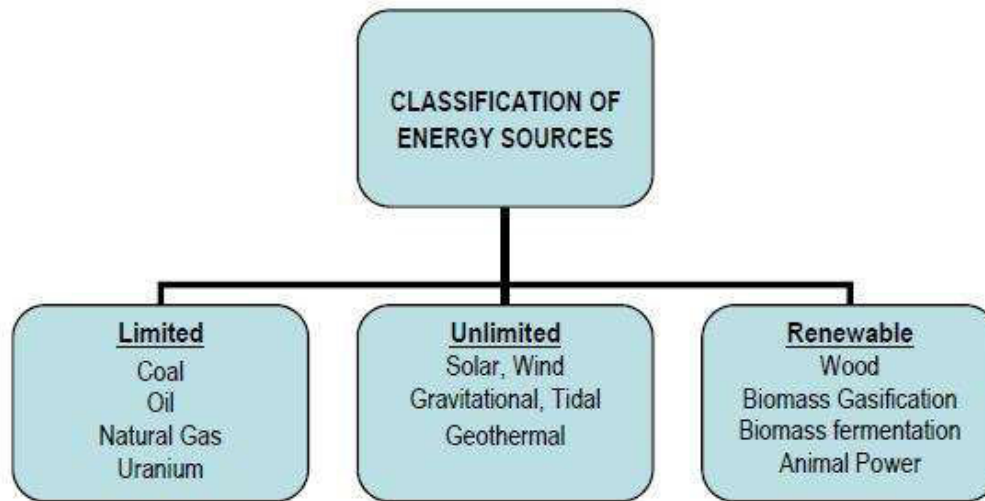 CLASSIFICATION OF
ENERGY SOURCES
Limited
Coal
Oil
Natural Gas
Uranium
Unlimited
Solar, Wind
Gravitational, Tidal
Geothermal
Renewable
Wood
Biomass Gasification
Biomass fermentation
Animal Power